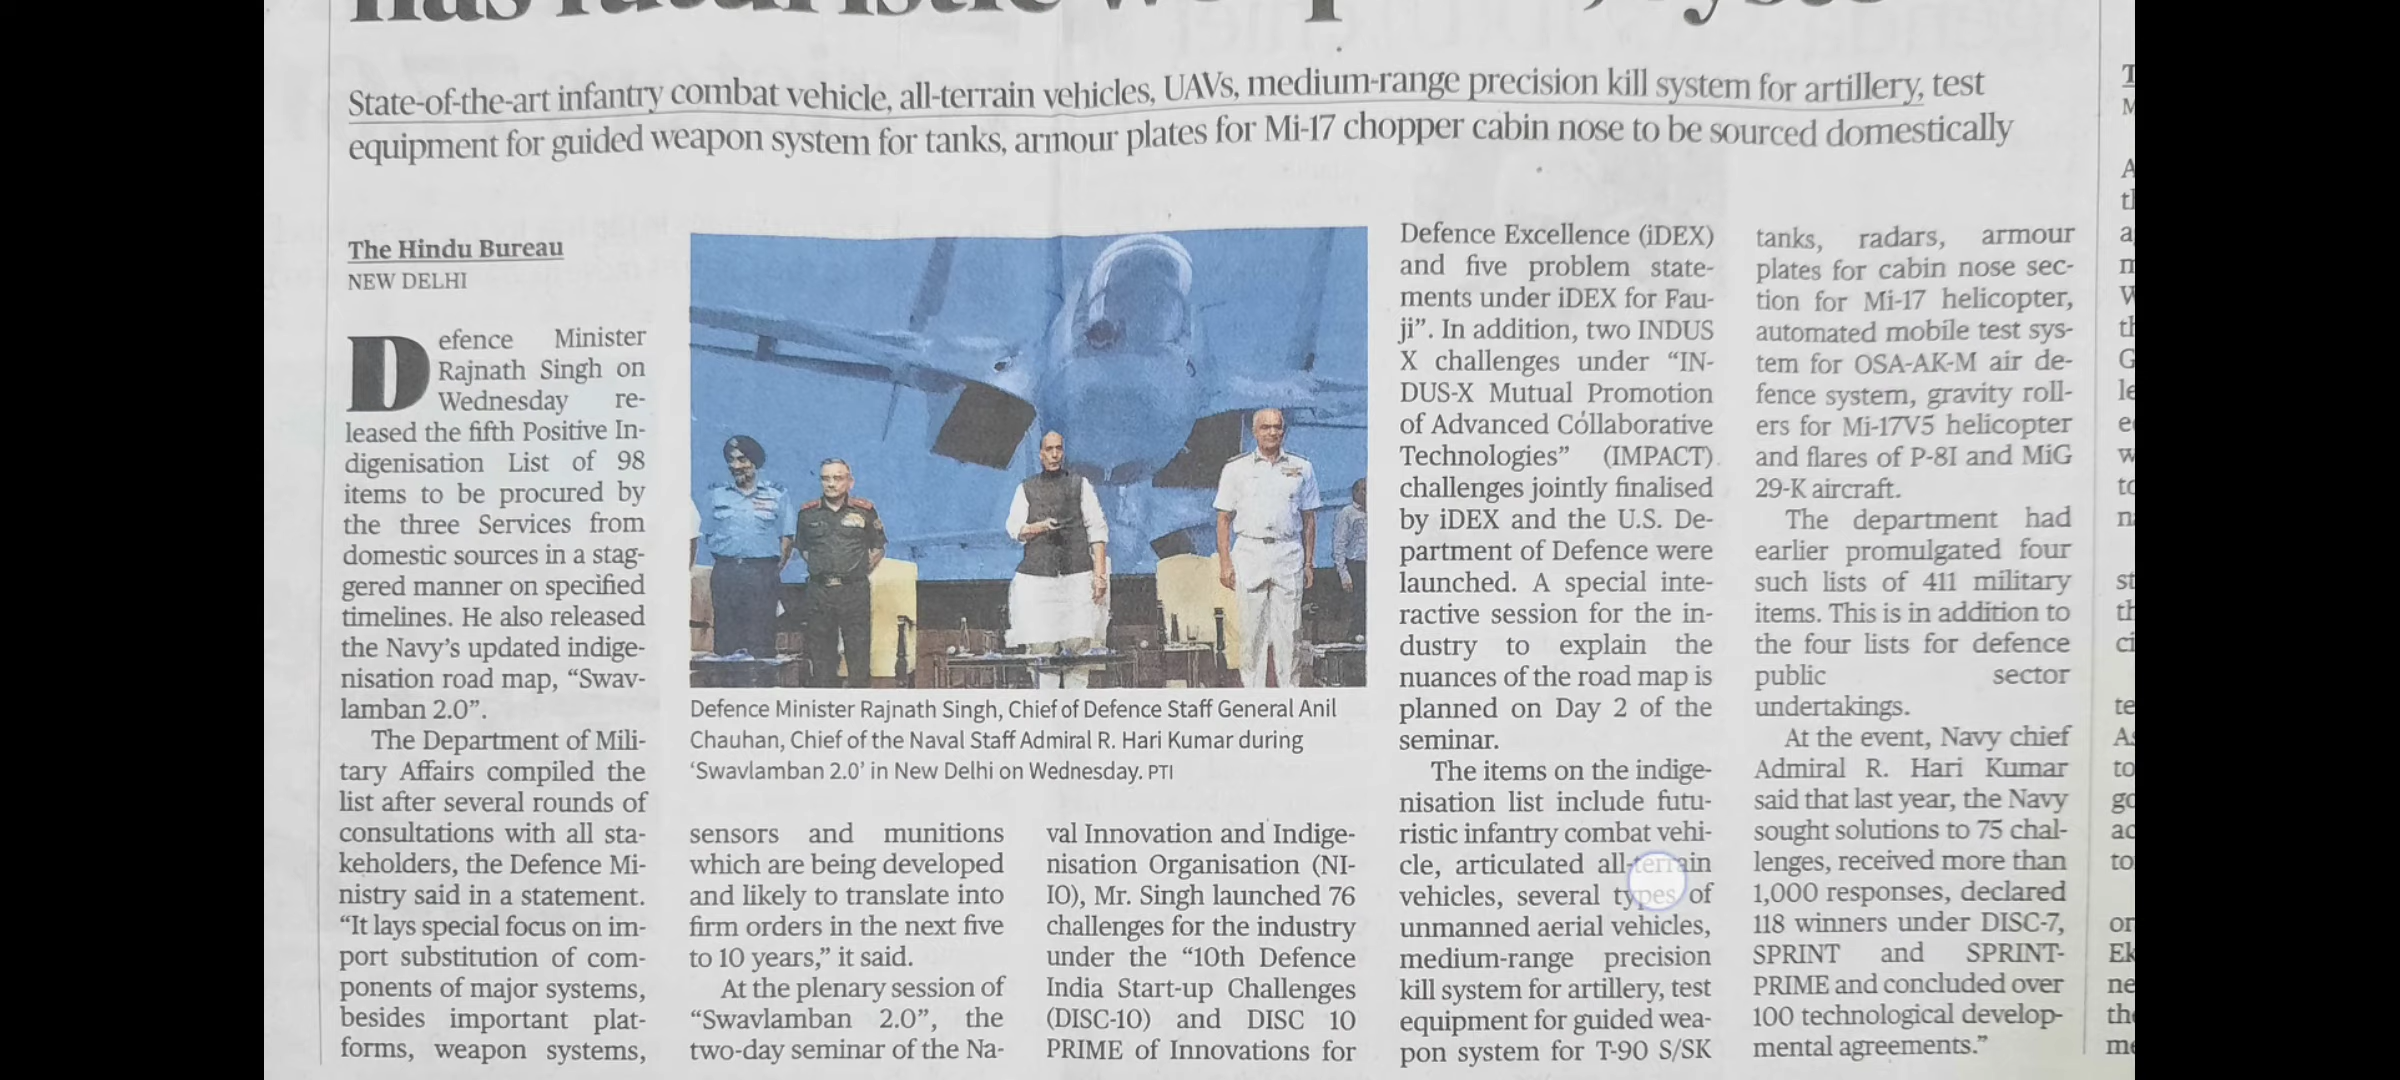 State-of-the-art infantry combat vehicle, all-terrain vehicles, UAVs, medium-range precision kill system for artillery, test
equipment for guided weapon system for tanks, armour plates for Mi-17 chopper cabin nose to be sourced domestically
The Hindu Bureau
NEW DELHI
Defence Minister
Rajnath Singh on
Wednesday re-
leased the fifth Positive In-
digenisation List of 98
items to be procured by
the three Services from
domestic sources in a stag-
gered manner on specified
timelines. He also released
the Navy's updated indige-
nisation road map, “Swav-
lamban 2.0”.
The Department of Mili-
tary Affairs compiled the
list after several rounds of
consultations with all sta-
keholders, the Defence Mi-
nistry said in a statement.
“It lays special focus on im-
port substitution of com-
ponents of major systems,
besides important plat-
forms, weapon systems,
Defence Minister Rajnath Singh, Chief of Defence Staff General Anil
Chauhan, Chief of the Naval Staff Admiral R. Hari Kumar during
‘Swavlamban 2.0’ in New Delhi on Wednesday. PTI
sensors and munitions
which are being developed
and likely to translate into
firm orders in the next five
to 10 years,” it said.
At the plenary session of
“Swavlamban 2.0”, the
two-day seminar of the Na-
val Innovation and Indige-
nisation Organisation (NI-
IO), Mr. Singh launched 76
challenges for the industry
under the “10th Defence
India Start-up Challenges
(DISC-10) and DISC 10
PRIME of Innovations for
Defence Excellence (iDEX)
and five problem state-
ments under iDEX for Fau-
ji”. In addition, two INDUS
X challenges under “IN-
DUS-X Mutual Promotion
of Advanced Collaborative
Technologies” (IMPACT)
challenges jointly finalised
by iDEX and the U.S. De-
partment of Defence were
launched. A special inte-
ractive session for the in-
dustry to explain the
nuances of the road map is
planned on Day 2 of the
seminar.
The items on the indige-
nisation list include futu-
ristic infantry combat vehi-
cle, articulated all-terrain
vehicles, several types of
unmanned aerial vehicles,
medium-range precision
kill system for artillery, test
equipment for guided wea-
pon system for T-90 S/SK
tanks, radars, armour
plates for cabin nose sec-
tion for Mi-17 helicopter,
automated mobile test sys-
tem for OSA-AK-M air de-
fence system, gravity roll-
ers for Mi-17V5 helicopter
and flares of P-8I and MiG
29-K aircraft.
The department had
earlier promulgated four
such lists of 411 military
items. This is in addition to
the four lists for defence
public sector
undertakings.
At the event, Navy chief
Admiral R. Hari Kumar
said that last year, the Navy
sought solutions to 75 chal-
lenges, received more than
1,000 responses, declared
118 winners under DISC-7,
SPRINT and SPRINT-
PRIME and concluded over
100 technological develop-
mental agreements.”